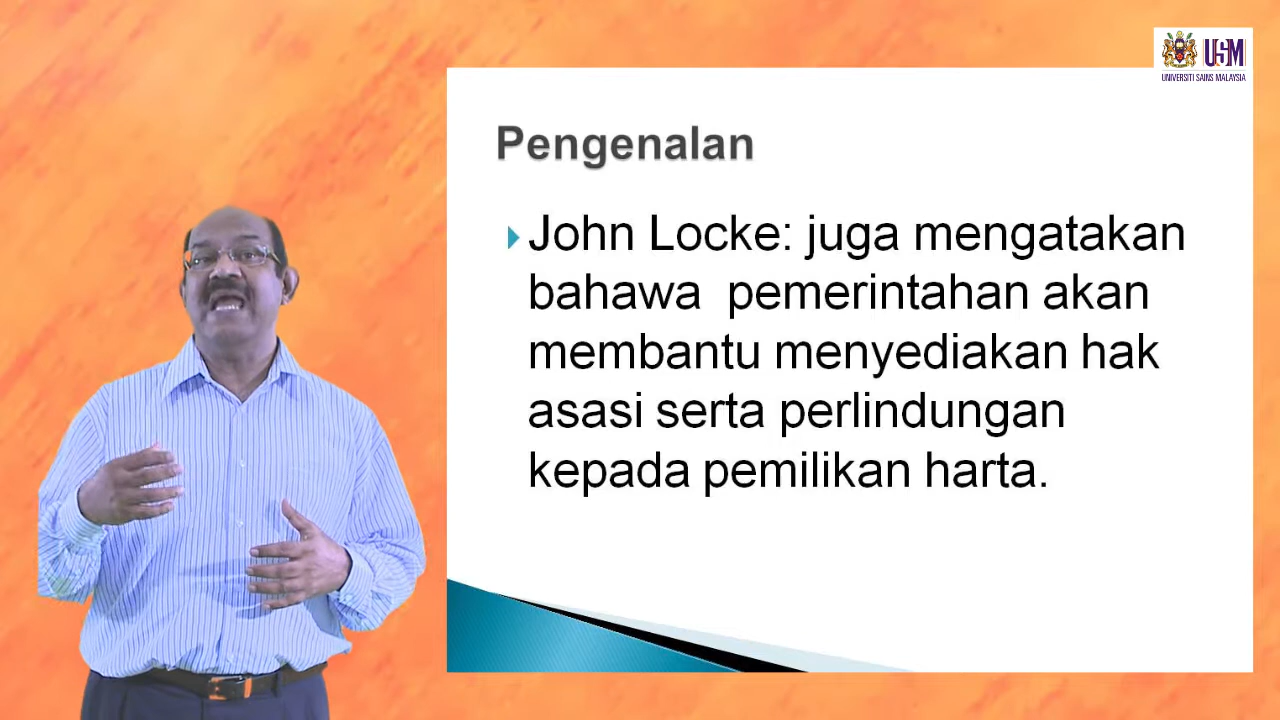 USM
UNIVERSITI SAINS MALAYSIA
Pengenalan
John Locke: juga mengatakan
bahawa pemerintahan akan
membantu menyediakan hak
asasi serta perlindungan
kepada pemilikan harta.